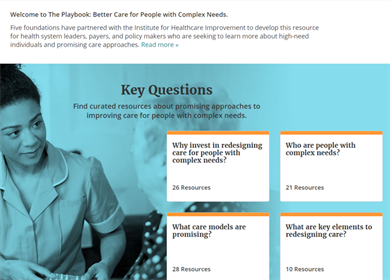 Welcome to The Playbook: Better Care for People with Complex Needs.
Five foundations have partnered with the Institute for Healthcare Improvement to develop this resource
for health system leaders, payers, and policy makers who are seeking to learn more about high-need
individuals and promising care approaches. Read more »
Key Questions
Find curated resources about promising approaches to
improving care for people with complex needs.
Why invest in redesigning
care for people with
complex needs?
26 Resources
Who are people with
complex needs?
21 Resources
What care models are
promising?
28 Resources
What are key elements to
redesigning care?
10 Resources